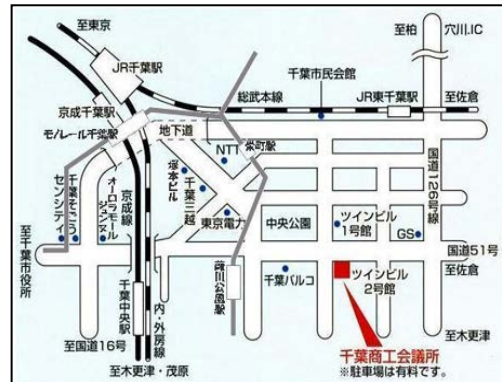 至東京
JR千葉駅
京成千葉駅
モノレール千葉駅
地下道
総武本線
千葉市民会館
JR東千葉駅
至柏
穴川.IC
至佐倉
NTT
栄町駅
塚本ビル
千葉三越
東京電力
国道126号線
センシティ
千葉そごう
オーロラモール
ジュンヌ
京成線
中央公園
ツインビル
1号館
GS
国道51号
至佐倉
至千葉市役所
千葉中央駅
内・外房線
葭川公園駅
千葉パルコ
ツインビル
2号館
至国道16号
至木更津・茂原
至木更津
千葉商工会議所
※駐車場は有料です。